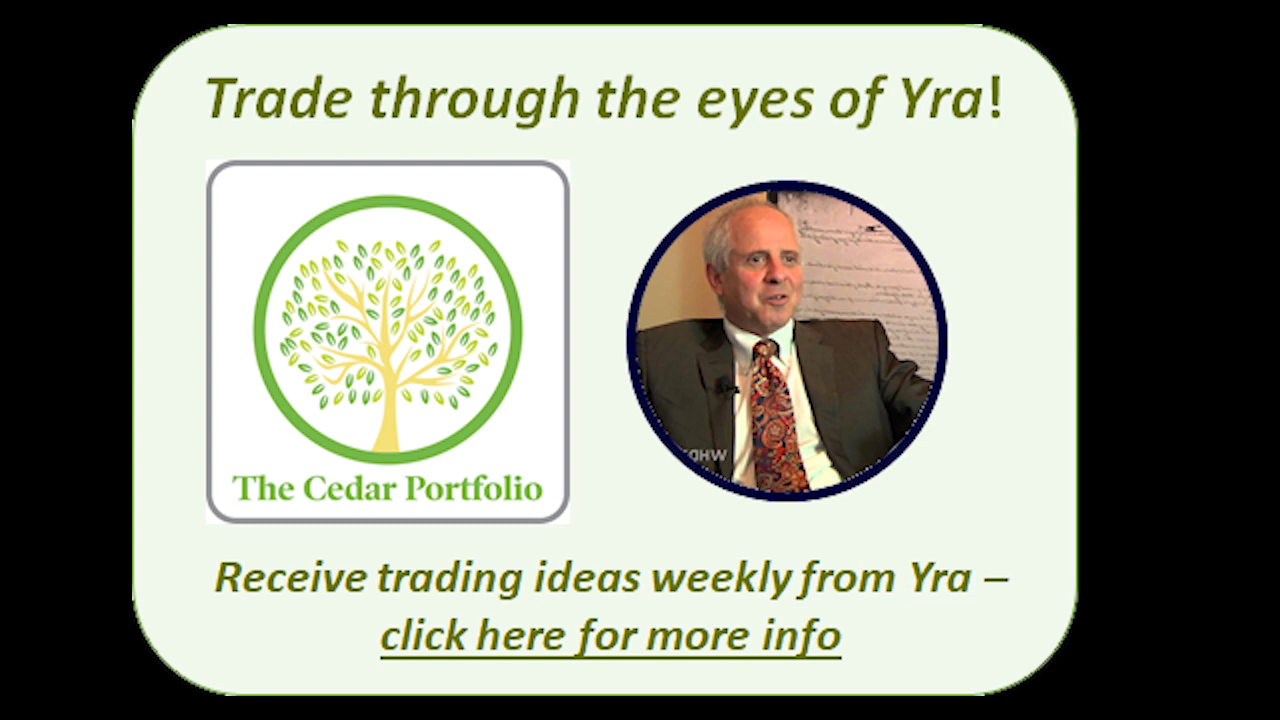 Trade through the eyes of Yra!
The Cedar Portfolio
Receive trading ideas weekly from Yra –
click here for more info